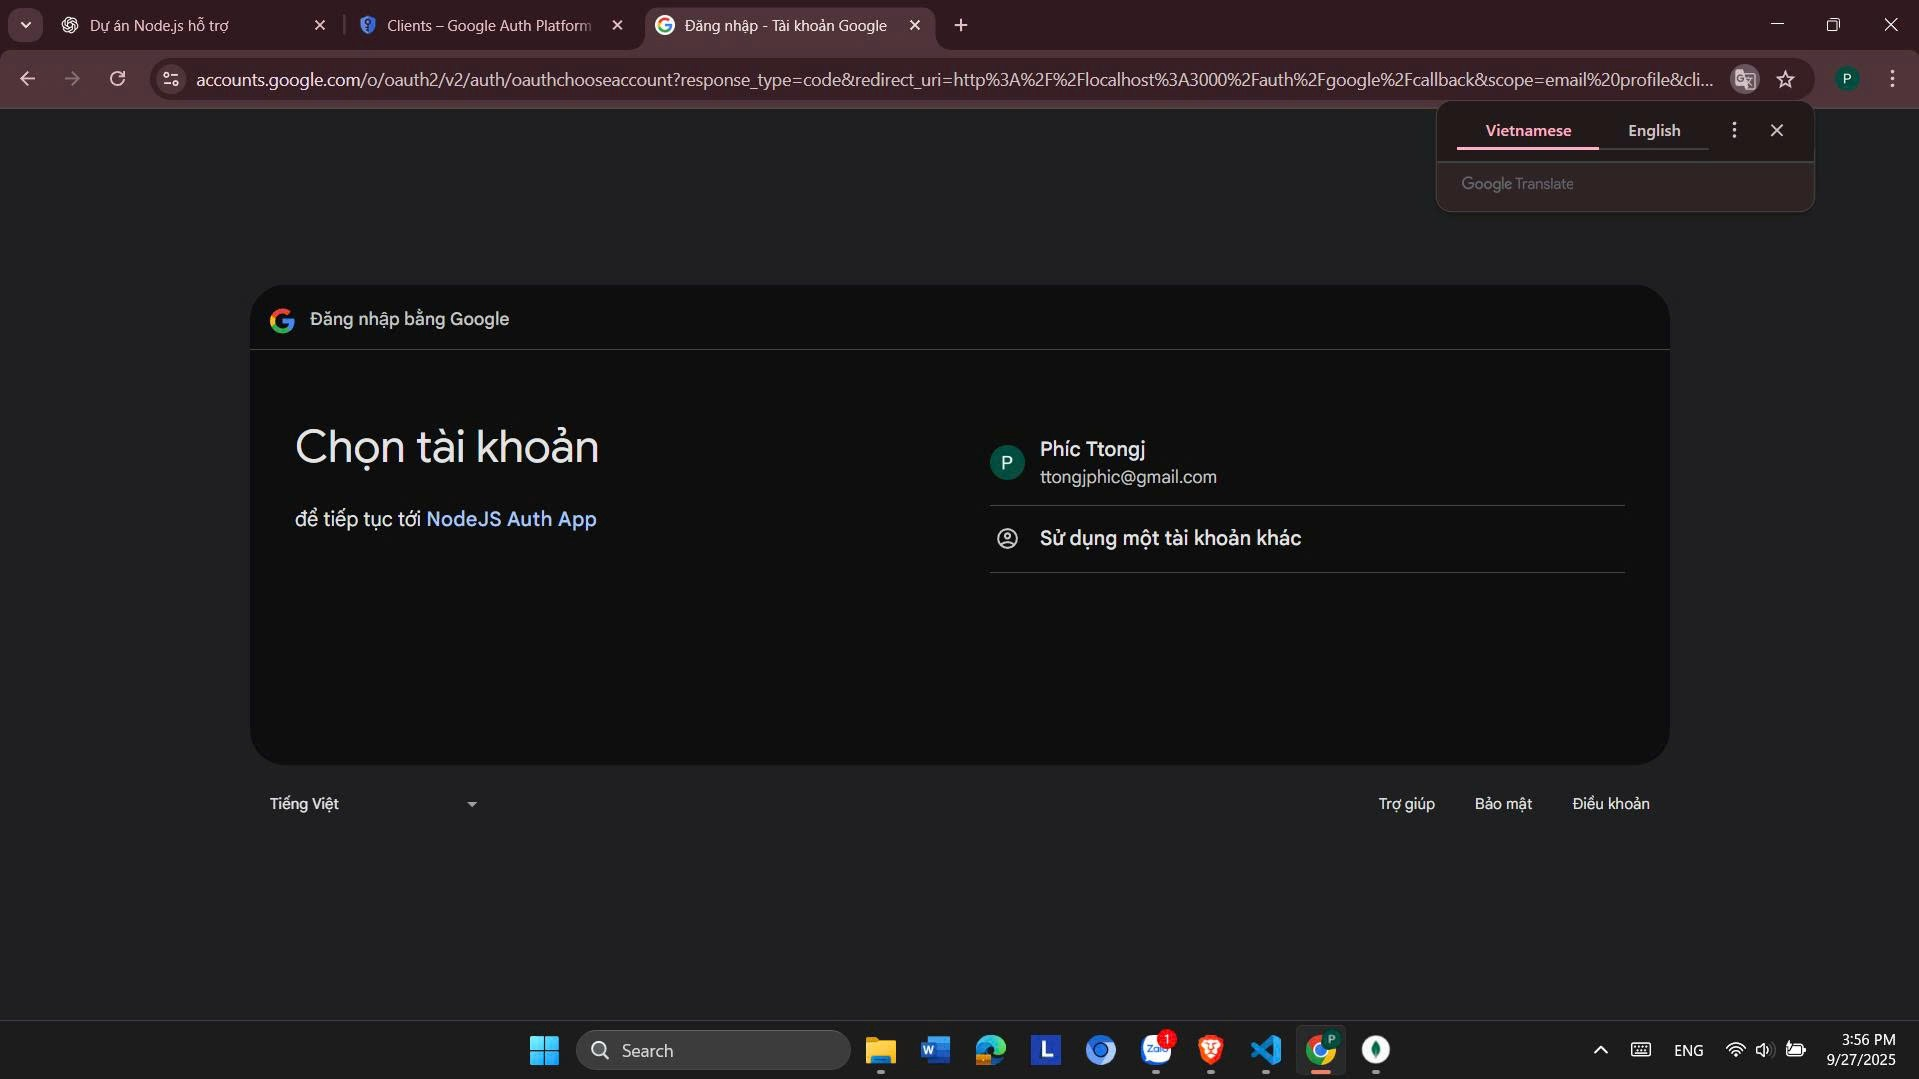 Dự án Node.js hỗ trợ
Clients – Google Auth Platform
Đăng nhập - Tài khoản Google
accounts.google.com/o/oauth2/v2/auth/oauthchooseaccount?response_type=code&redirect_uri=http%3A%2F%2Flocalhost%3A3000%2Fauth%2Fgoogle%2Fcallback&scope=email%20profile&cli...
P
Vietnamese
English
Google Translate
Đăng nhập bằng Google
Chọn tài khoản
để tiếp tục tới NodeJS Auth App
P
Phíc Ttongj
ttongjphic@gmail.com
Sử dụng một tài khoản khác
Tiếng Việt
Trợ giúp
Bảo mật
Điều khoản
Search
W
L
Zalo
1
P
ENG
3:56 PM
9/27/2025